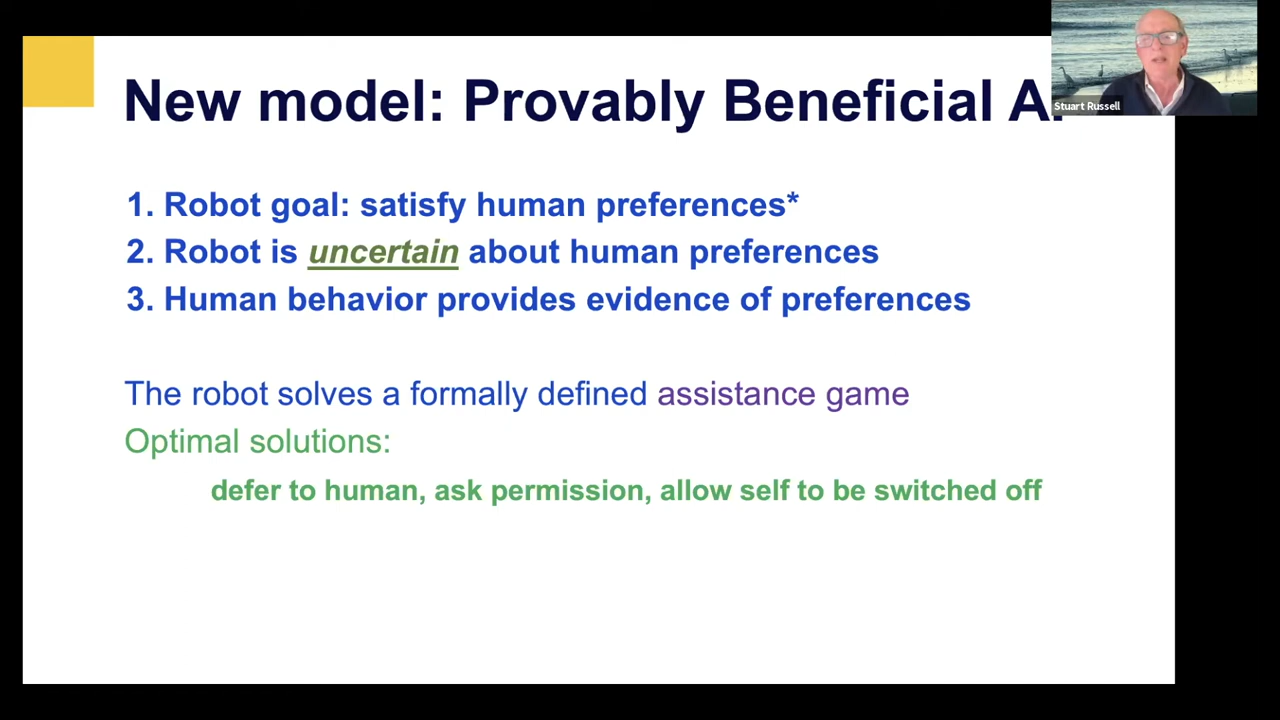 New model: Provably Beneficial
Stuart Russell
1. Robot goal: satisfy human preferences*
2. Robot is uncertain about human preferences
3. Human behavior provides evidence of preferences
The robot solves a formally defined assistance game
Optimal solutions:
defer to human, ask permission, allow self to be switched off